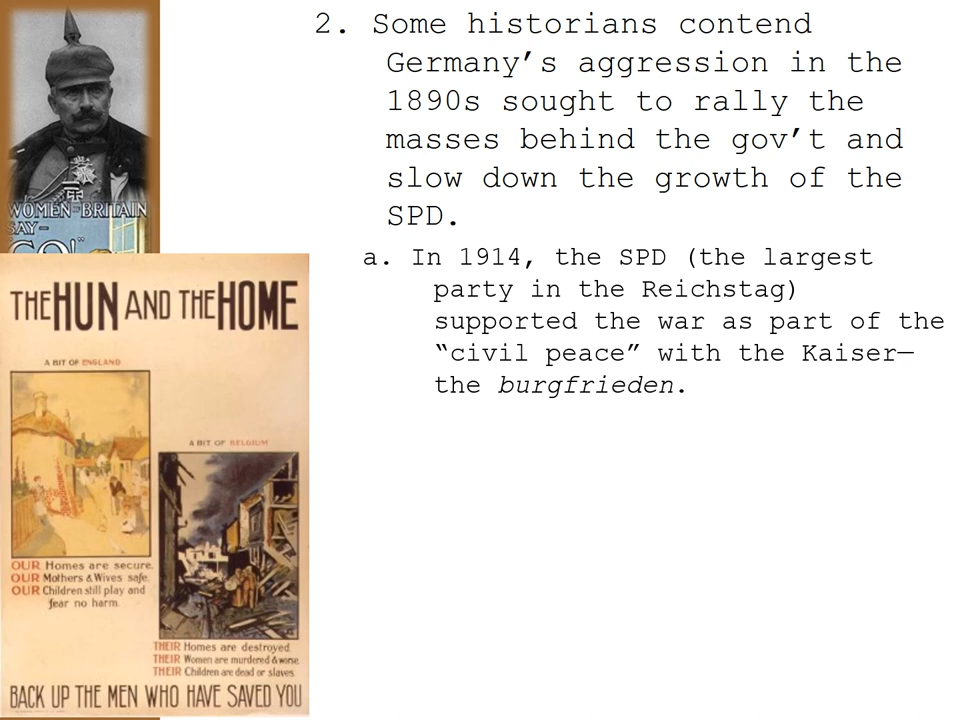 2. Some historians contend
Germany’s aggression in the
1890s sought to rally the
masses behind the gov’t and
slow down the growth of the
SPD.
a. In 1914, the SPD (the largest
party in the Reichstag)
supported the war as part of the
“civil peace” with the Kaiser—
the burgfrieden.
WOMEN OF BRITAIN
SAY–
"GO!"
THE HUN AND THE HOME
A BIT OF ENGLAND
A BIT OF BELGIUM
OUR Homes are secure.
OUR Mothers & Wives safe.
OUR Children still play and
fear no harm.
THEIR Homes are destroyed.
THEIR Women are murdered & worse.
THEIR Children are dead or slaves.
BACK UP THE MEN WHO HAVE SAVED YOU